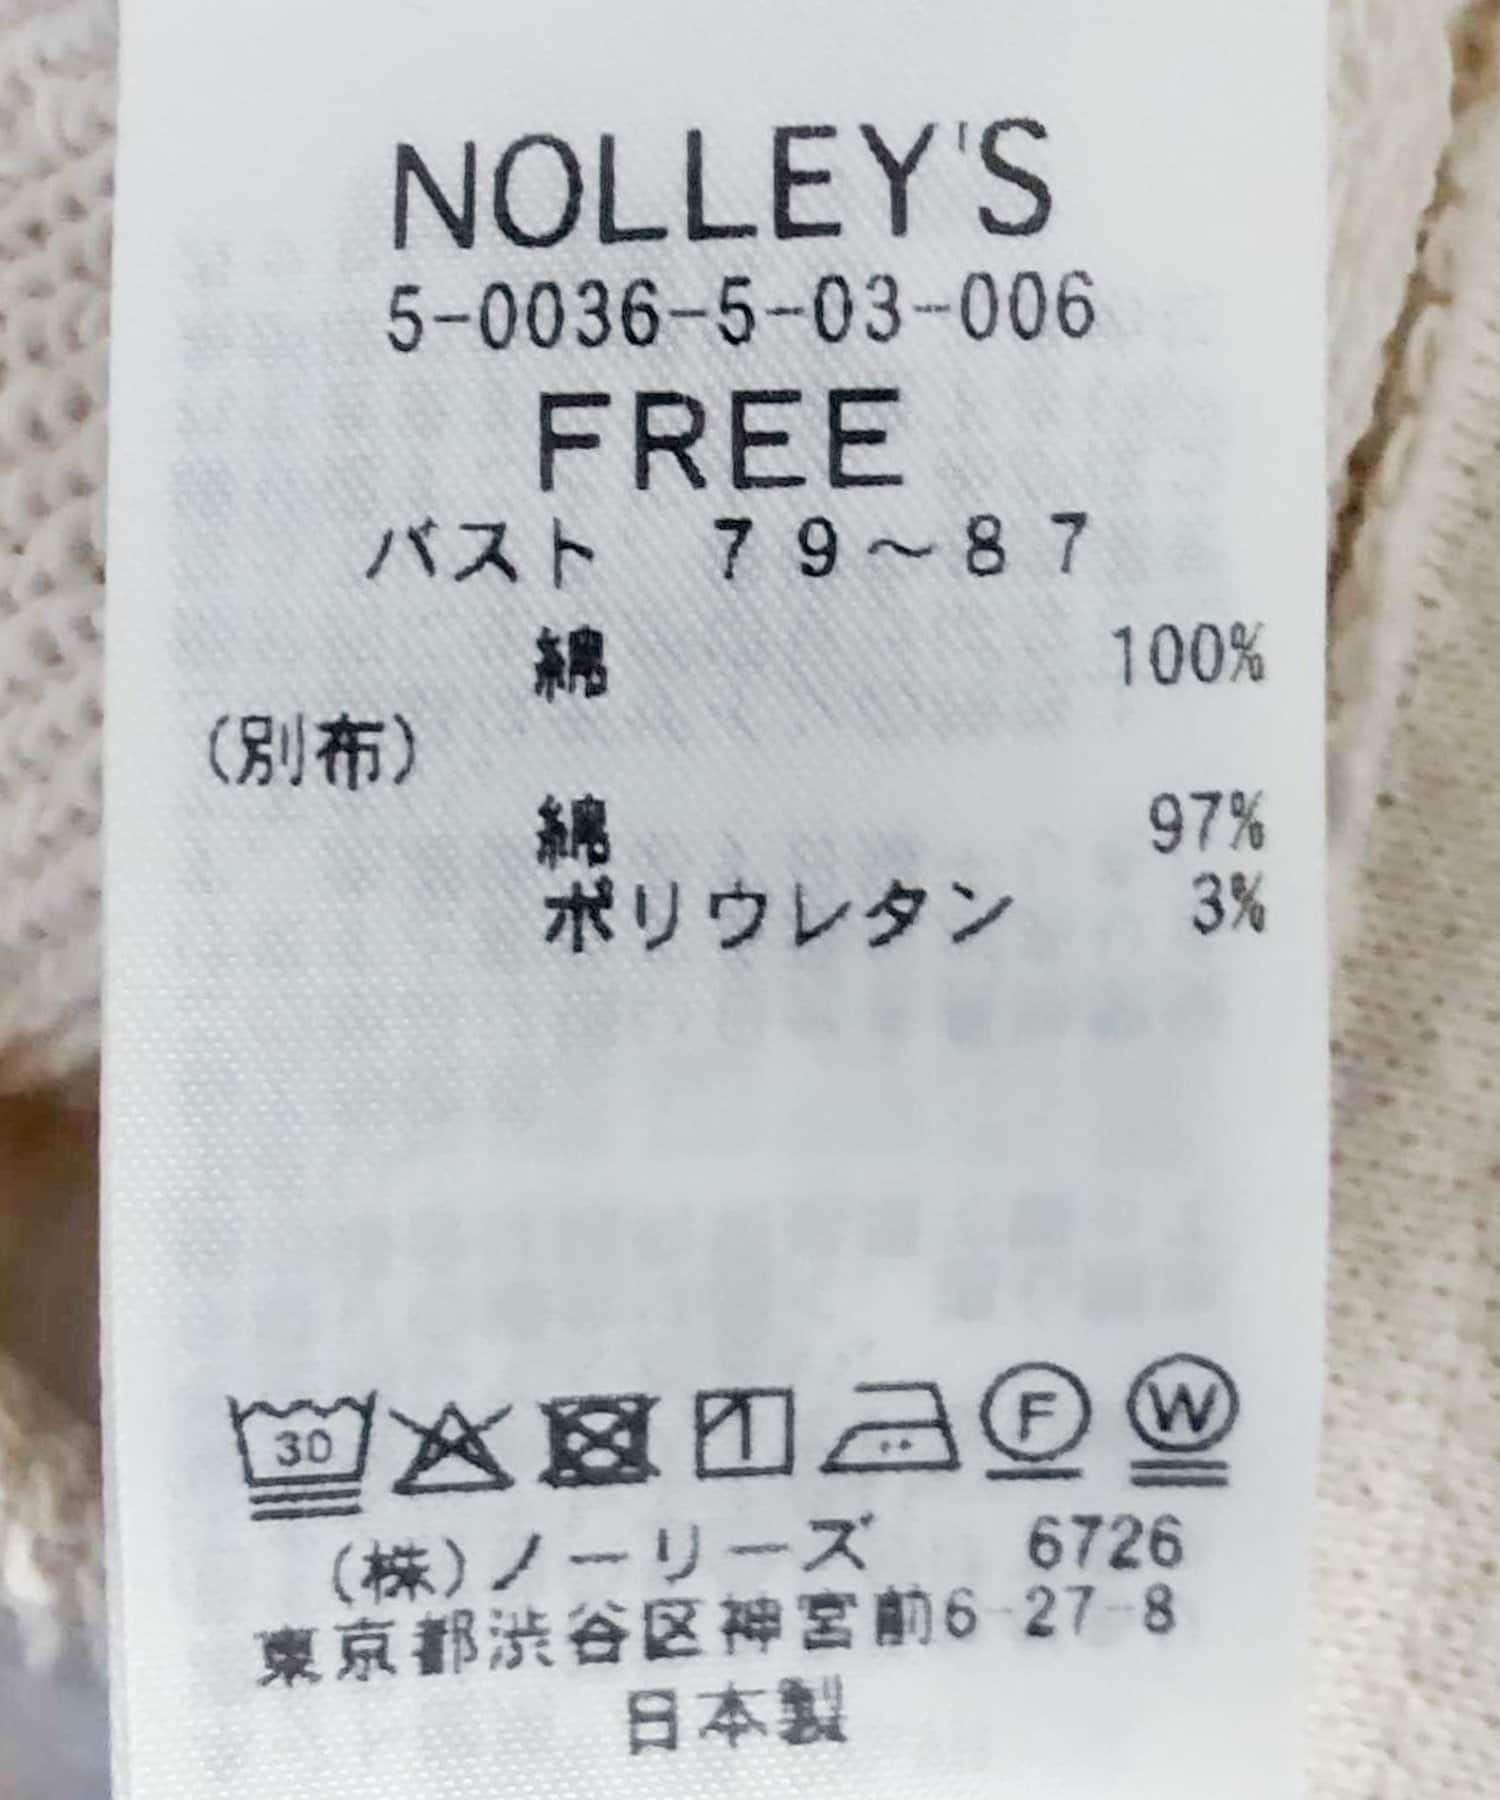 NOLLEY'S
5-0036-5-03-006
FREE
バスト 79〜87
綿 100%
(別布)
綿 97%
ポリウレタン 3%
30 F W
(株)ノーリーズ 6726
東京都渋谷区神宮前6-27-8
日本製